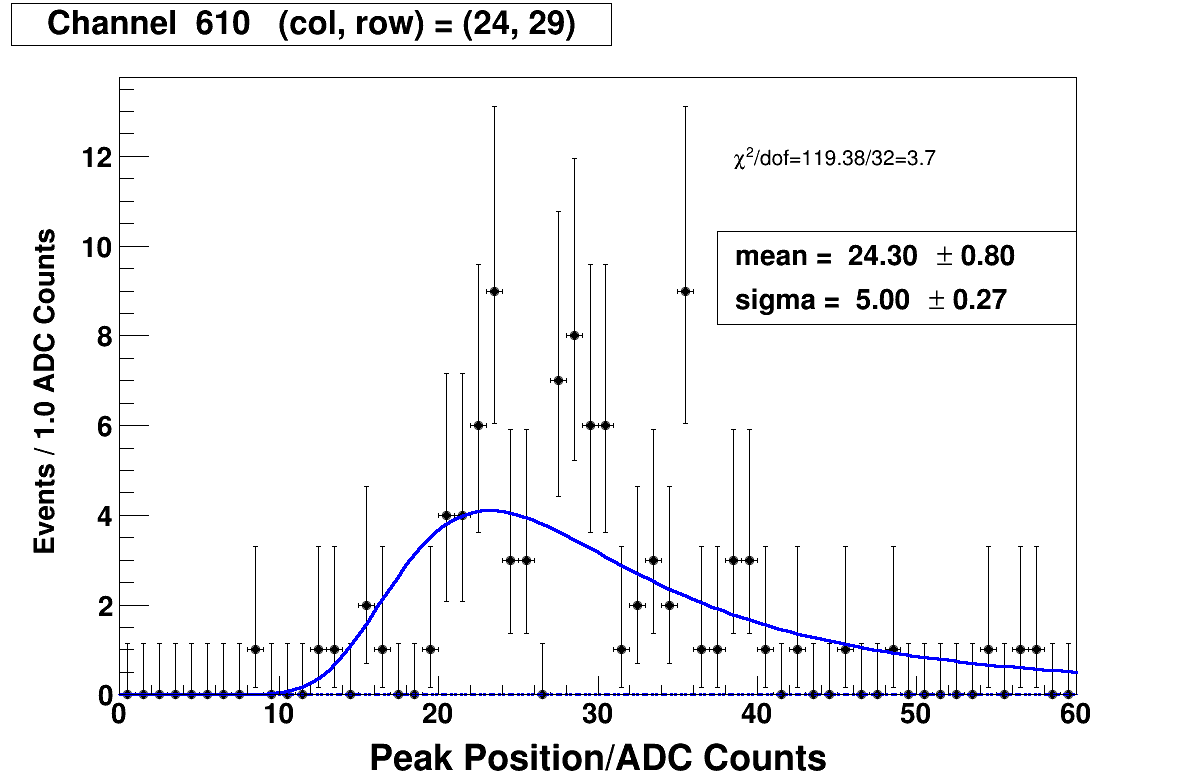 Channel 610 (col, row) = (24, 29)
χ²/dof=119.38/32=3.7
mean = 24.30 ± 0.80
sigma = 5.00 ± 0.27
Events / 1.0 ADC Counts
12
10
8
6
4
2
0
0 10 20 30 40 50 60
Peak Position/ADC Counts